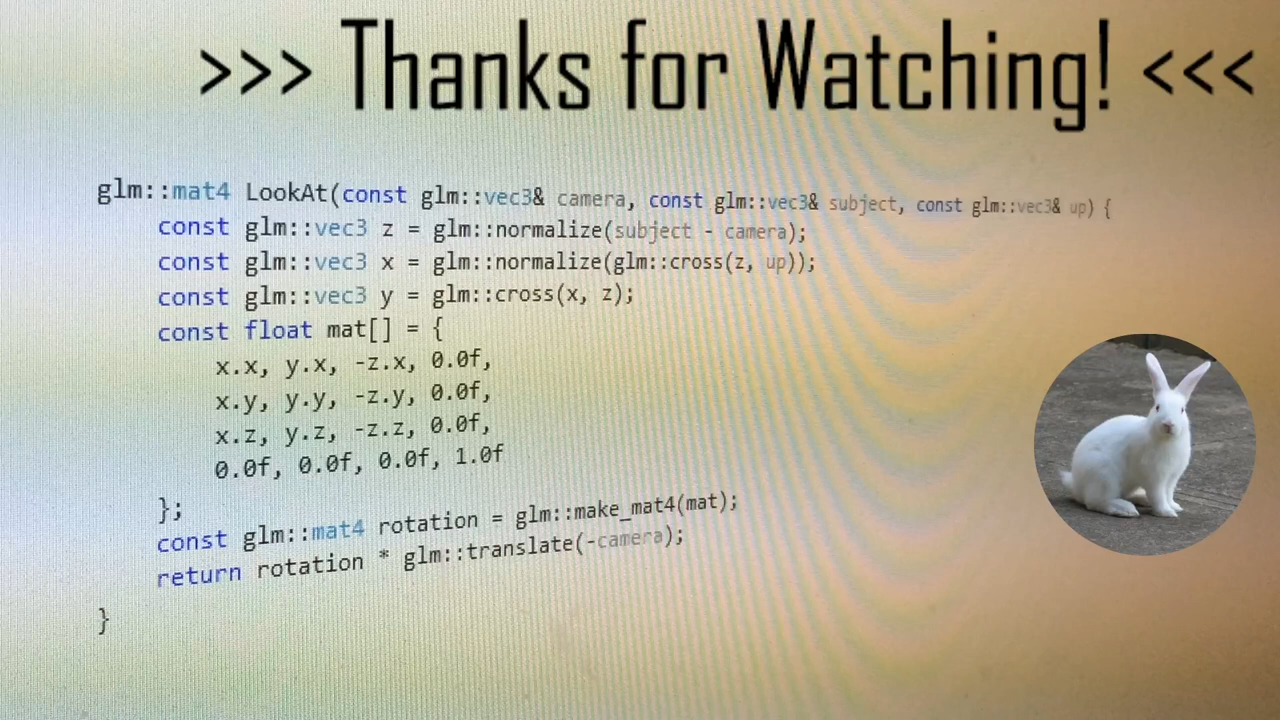 >>> Thanks for Watching! <<<
glm::mat4 LookAt(const glm::vec3& camera, const glm::vec3& subject, const glm::vec3& up) {
    const glm::vec3 z = glm::normalize(subject - camera);
    const glm::vec3 x = glm::normalize(glm::cross(z, up));
    const glm::vec3 y = glm::cross(x, z);
    const float mat[] = {
        x.x, y.x, -z.x, 0.0f,
        x.y, y.y, -z.y, 0.0f,
        x.z, y.z, -z.z, 0.0f,
        0.0f, 0.0f, 0.0f, 1.0f
    };
    const glm::mat4 rotation = glm::make_mat4(mat);
    return rotation * glm::translate(-camera);
}